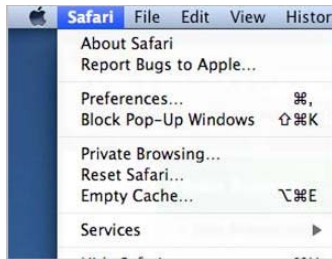 Safari File Edit View Histor
About Safari
Report Bugs to Apple...
Preferences... ⌘,
Block Pop-Up Windows ⇧⌘K
Private Browsing...
Reset Safari...
Empty Cache... ⌥⌘E
Services